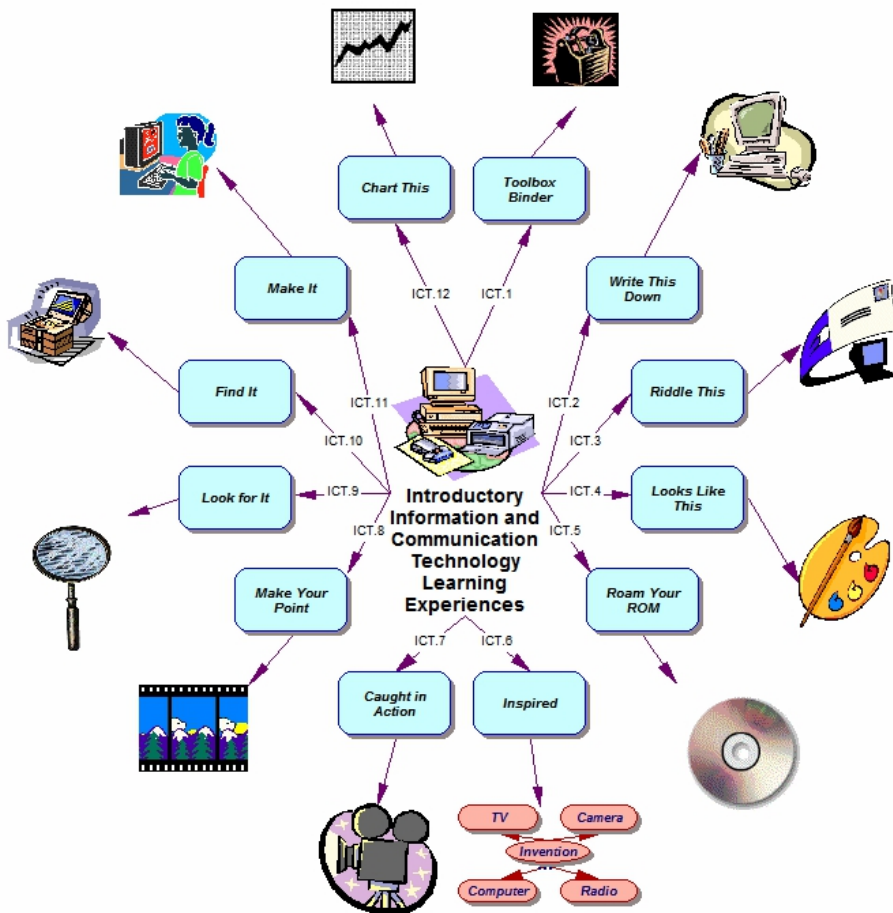 Chart This
Toolbox
Binder
Make It
Write This
Down
ICT.12
ICT.1
Find It
Riddle This
ICT.11
ICT.2
ICT.10
ICT.3
Look for It
Looks Like
This
ICT.9
ICT.4
Introductory
Information and
Communication
Technology
Learning
Experiences
ICT.8
ICT.5
Make Your
Point
Roam Your
ROM
ICT.7
ICT.6
Caught in
Action
Inspired
TV
Camera
Invention
Computer
Radio